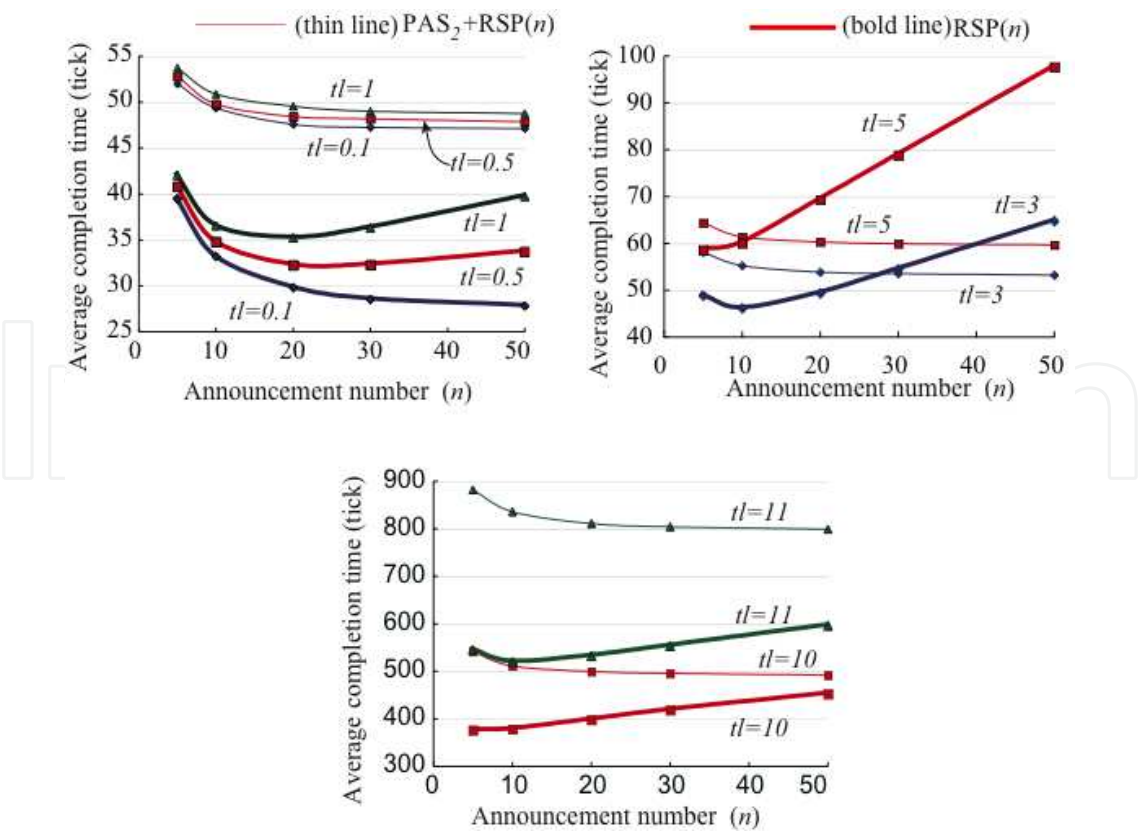 (thin line) PAS2+RSP(n) (bold line)RSP(n)
Average completion time (tick)
55
50
45
40
35
30
25
0 10 20 30 40 50
tl=1
tl=0.1
tl=0.5
tl=1
tl=0.5
tl=0.1
Announcement number (n)
Average completion time (tick)
100
90
80
70
60
50
40
0 10 20 30 40 50
tl=5
tl=3
tl=5
tl=3
Announcement number (n)
Average completion time (tick)
900
800
700
600
500
400
300
0 10 20 30 40 50
tl=11
tl=11
tl=10
tl=10
Announcement number (n)